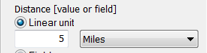 Distance [value or field]
Linear unit
5 Miles